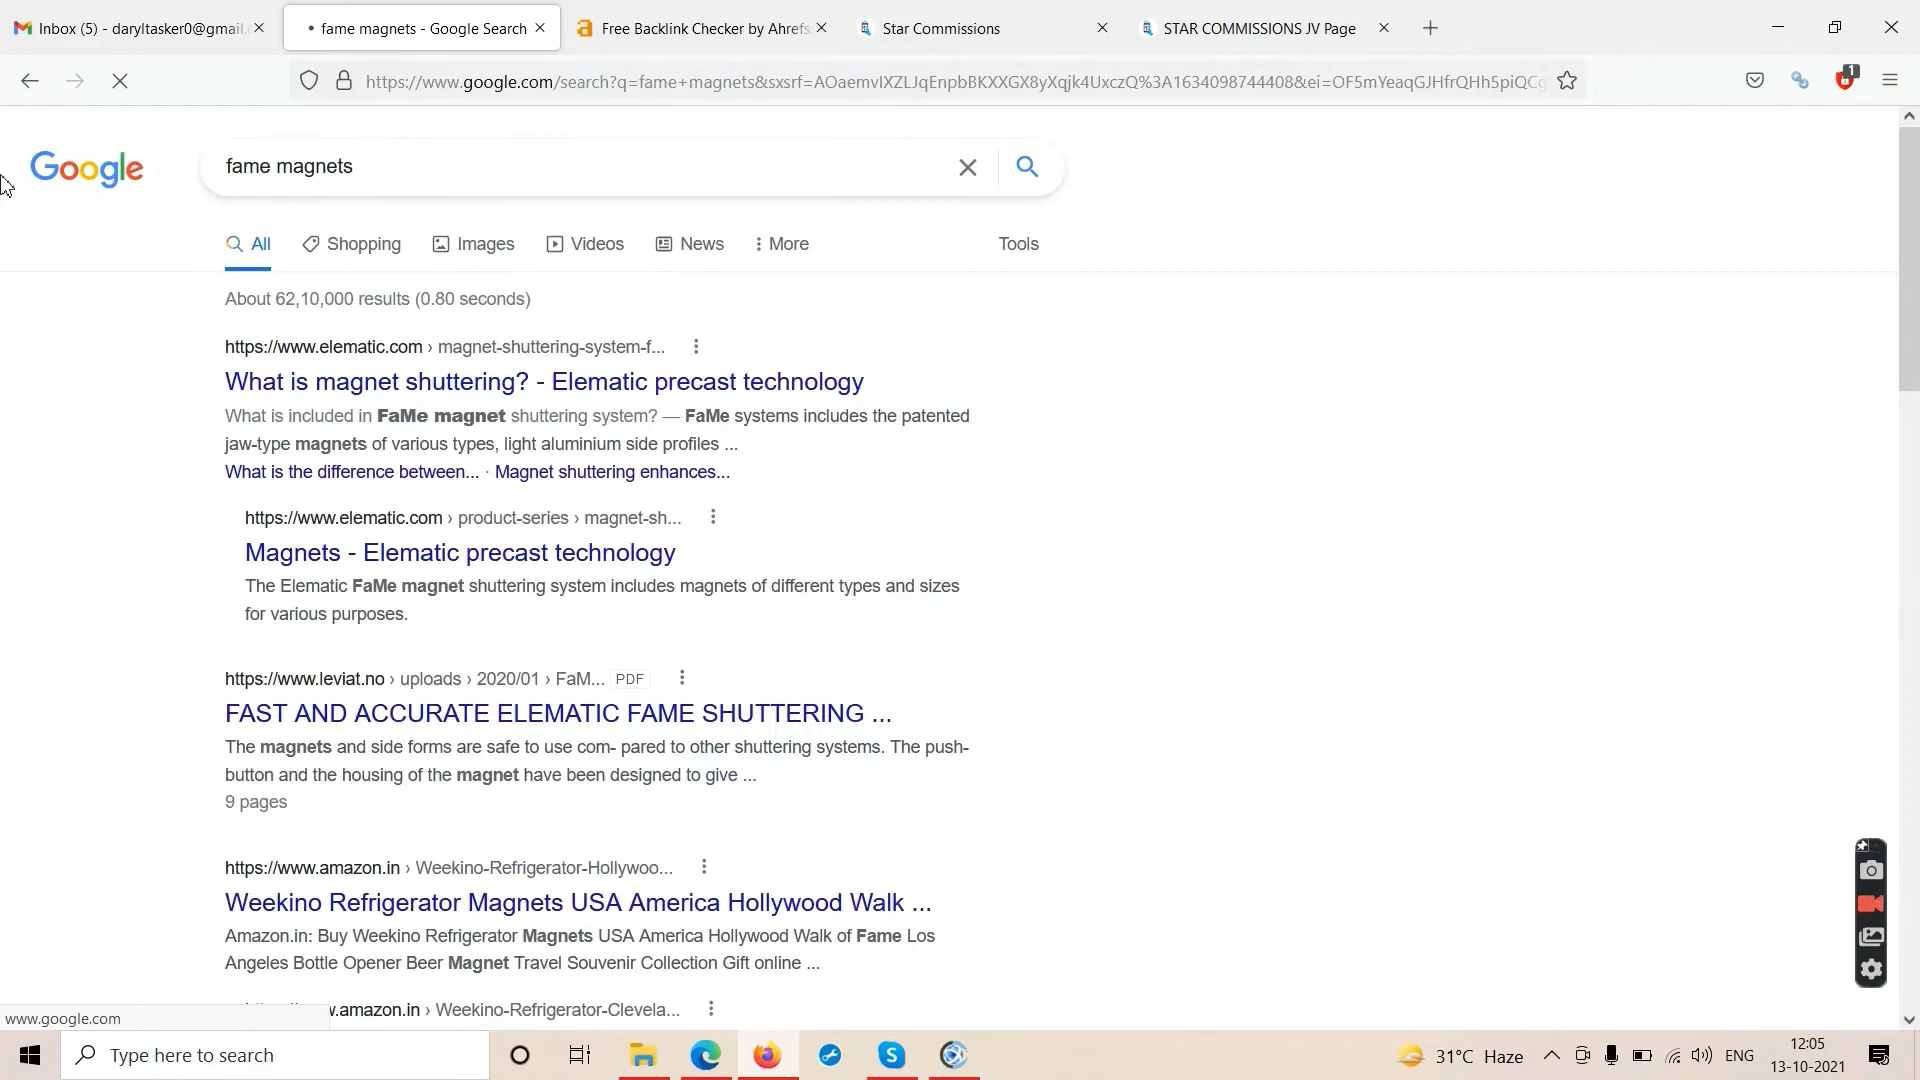 Inbox (5) - daryltasker0@gmail.
fame magnets - Google Search
Free Backlink Checker by Ahrefs
Star Commissions
STAR COMMISSIONS JV Page
https://www.google.com/search?q=fame+magnets&sxsrf=AOaemvIXZLJqEnpbBKXXGX8yXqjk4UxczQ%3A1634098744408&ei=OF5mYeaqGJHfrQHh5piQCg
1
Google
fame magnets
All
Shopping
Images
Videos
News
More
Tools
About 62,10,000 results (0.80 seconds)
https://www.elematic.com › magnet-shuttering-system-f...
What is magnet shuttering? - Elematic precast technology
What is included in FaMe magnet shuttering system? — FaMe systems includes the patented
jaw-type magnets of various types, light aluminium side profiles ...
What is the difference between... · Magnet shuttering enhances...
https://www.elematic.com › product-series › magnet-sh...
Magnets - Elematic precast technology
The Elematic FaMe magnet shuttering system includes magnets of different types and sizes
for various purposes.
https://www.leviat.no › uploads › 2020/01 › FaM... PDF
FAST AND ACCURATE ELEMATIC FAME SHUTTERING ...
The magnets and side forms are safe to use com- pared to other shuttering systems. The push-
button and the housing of the magnet have been designed to give ...
9 pages
https://www.amazon.in › Weekino-Refrigerator-Hollywoo...
Weekino Refrigerator Magnets USA America Hollywood Walk ...
Amazon.in: Buy Weekino Refrigerator Magnets USA America Hollywood Walk of Fame Los
Angeles Bottle Opener Beer Magnet Travel Souvenir Collection Gift online ...
.amazon.in › Weekino-Refrigerator-Clevela...
www.google.com
Type here to search
31°C Haze
ENG
12:05
13-10-2021